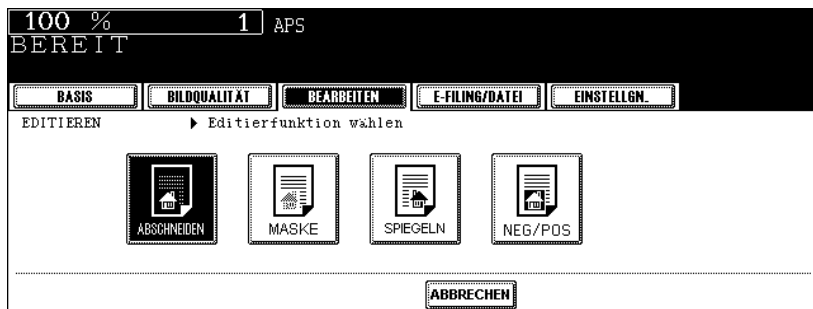 100 % 1 APS
BEREIT
BASIS BILDQUALITÄT BEARBEITEN E-FILING/DATEI EINSTELLGN.
EDITIEREN Editierfunktion wählen
ABSCHNEIDEN MASKE SPIEGELN NEG/POS
ABBRECHEN